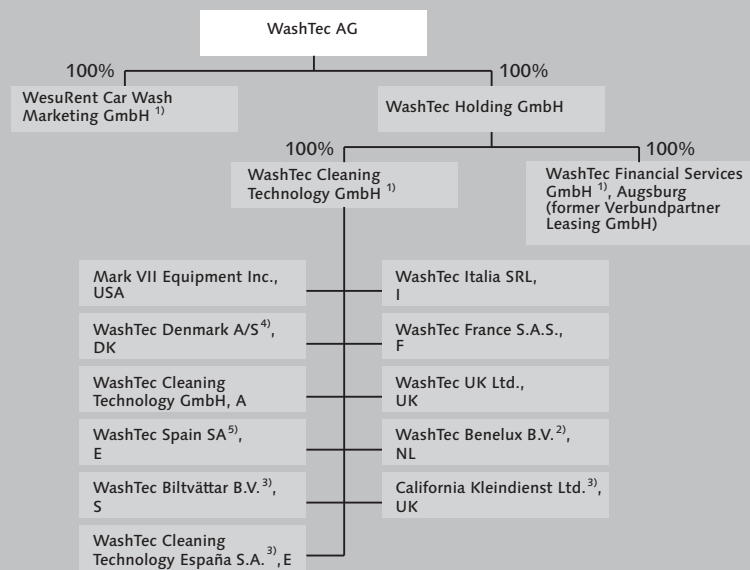 WashTec AG
100%
100%
WesuRent Car Wash
Marketing GmbH 1)
WashTec Holding GmbH
100%
100%
WashTec Cleaning
Technology GmbH 1)
WashTec Financial Services
GmbH 1), Augsburg
(former Verbundpartner
Leasing GmbH)
Mark VII Equipment Inc.,
USA
WashTec Italia SRL,
I
WashTec Denmark A/S4),
DK
WashTec France S.A.S.,
F
WashTec Cleaning
Technology GmbH, A
WashTec UK Ltd.,
UK
WashTec Spain SA5),
E
WashTec Benelux B.V.2),
NL
WashTec Biltvättar B.V.3),
S
California Kleindienst Ltd.3),
UK
WashTec Cleaning
Technology España S.A.3), E